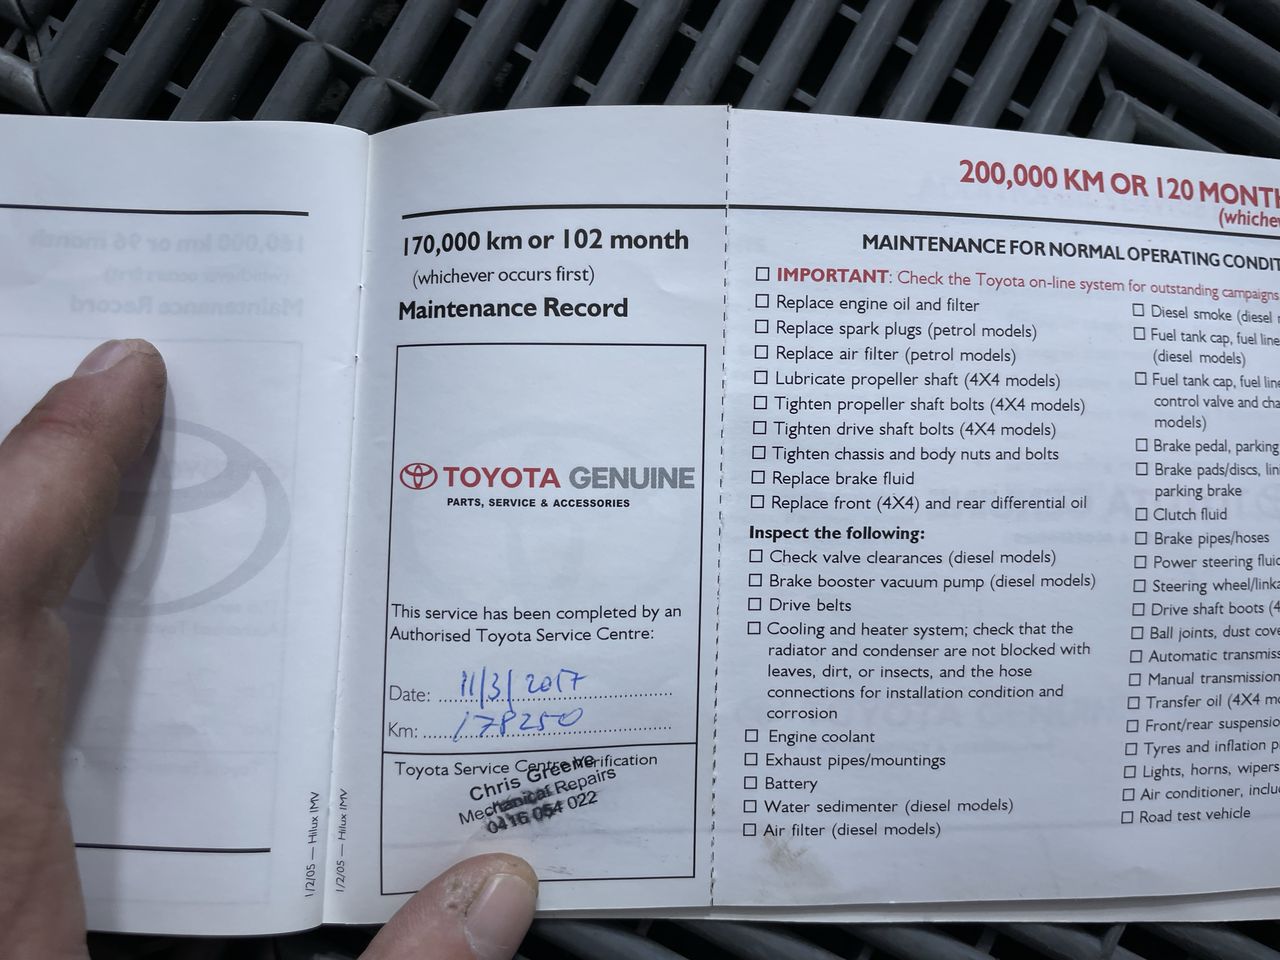 170,000 km or 102 month
(whichever occurs first)
Maintenance Record
TOYOTA GENUINE
PARTS, SERVICE & ACCESSORIES
This service has been completed by an
Authorised Toyota Service Centre:
Date: 11/3/2017
Km: 178250
Toyota Service Centre Verification
Chris Greene
Mechanical Repairs
0416 054 022
1/2/05 — Hilux IMV
1/2/05 — Hilux IMV
200,000 KM OR 120 MONTH
MAINTENANCE FOR NORMAL OPERATING
IMPORTANT: Check the Toyota on-line system for outstanding campaigns
Replace engine oil and filter
Replace spark plugs (petrol models)
Replace air filter (petrol models)
Lubricate propeller shaft (4X4 models)
Tighten propeller shaft bolts (4X4 models)
Tighten drive shaft bolts (4X4 models)
Tighten chassis and body nuts and bolts
Replace brake fluid
Replace front (4X4) and rear differential oil
Inspect the following:
Check valve clearances (diesel models)
Brake booster vacuum pump (diesel models)
Drive belts
Cooling and heater system; check that the
radiator and condenser are not blocked with
leaves, dirt, or insects, and the hose
connections for installation condition and
corrosion
Engine coolant
Exhaust pipes/mountings
Battery
Water sedimenter (diesel models)
Air filter (diesel models)
Diesel smoke (diesel
Fuel tank cap, fuel line
(diesel models)
Fuel tank cap, fuel
control valve and
models)
Brake pedal, parking
Brake pads/discs,
parking brake
Clutch fluid
Brake pipes/hoses
Power steering
Steering
Drive shaft boots
Ball joints, dust
Automatic
Manual transmission
Transfer oil (4X4
Front/rear
Tyres and inflation
Lights, horns, wipers
Air conditioner,
Road test vehicle